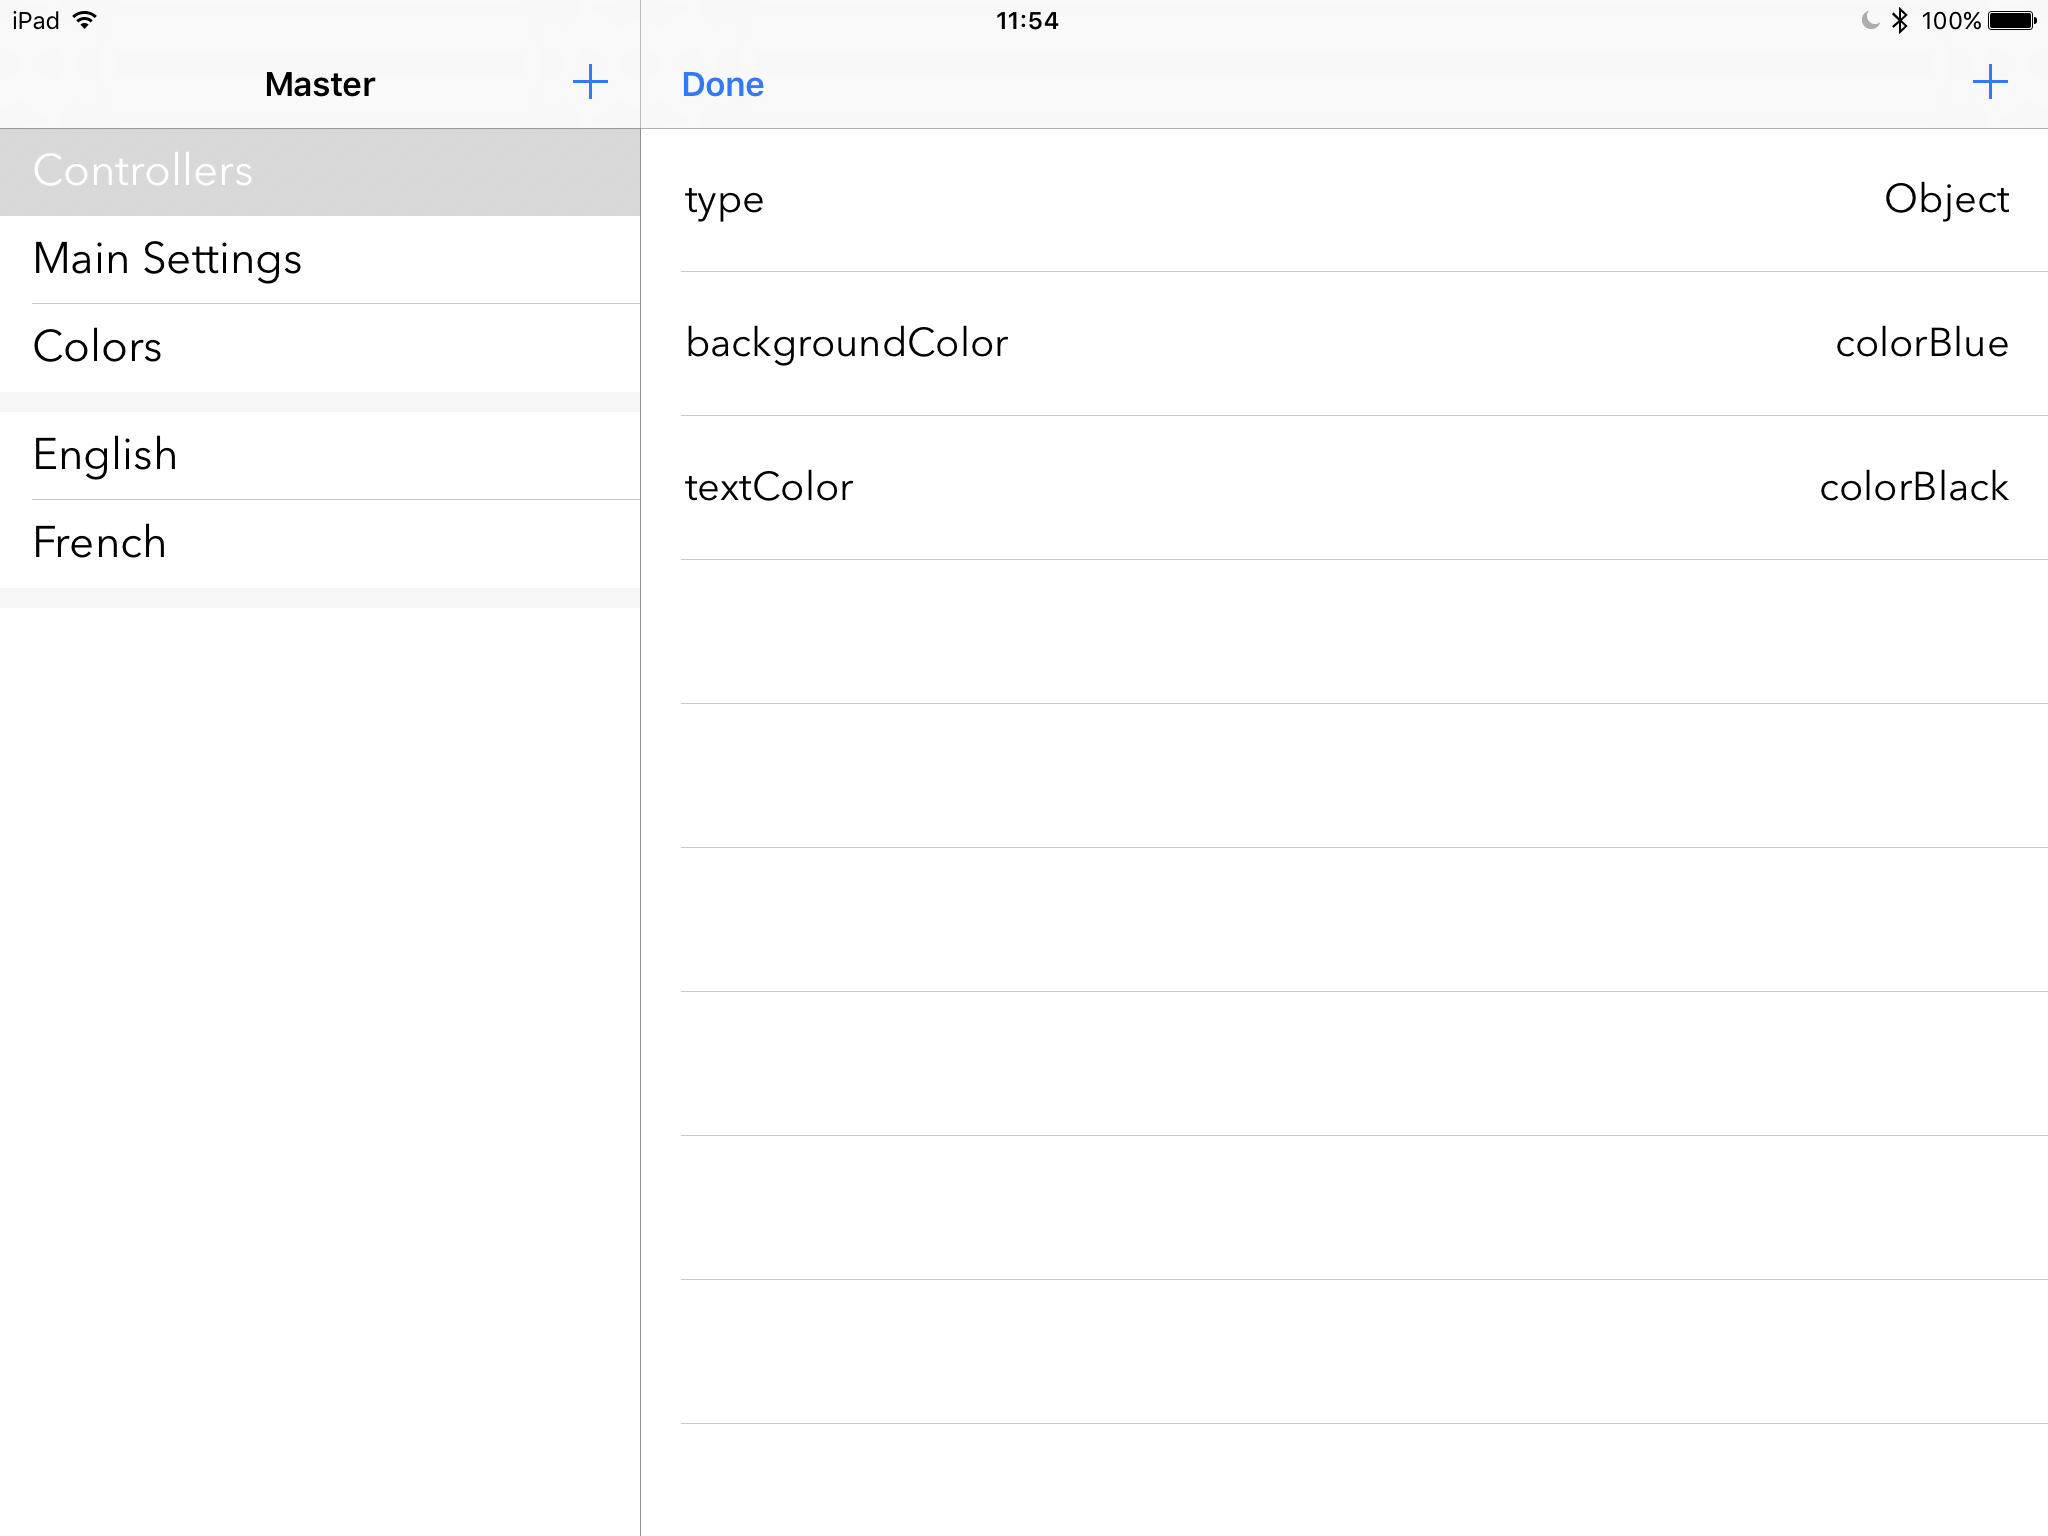 iPad 11:54 100%
Master Done
Controllers
Main Settings
Colors
English
French
type Object
backgroundColor colorBlue
textColor colorBlack